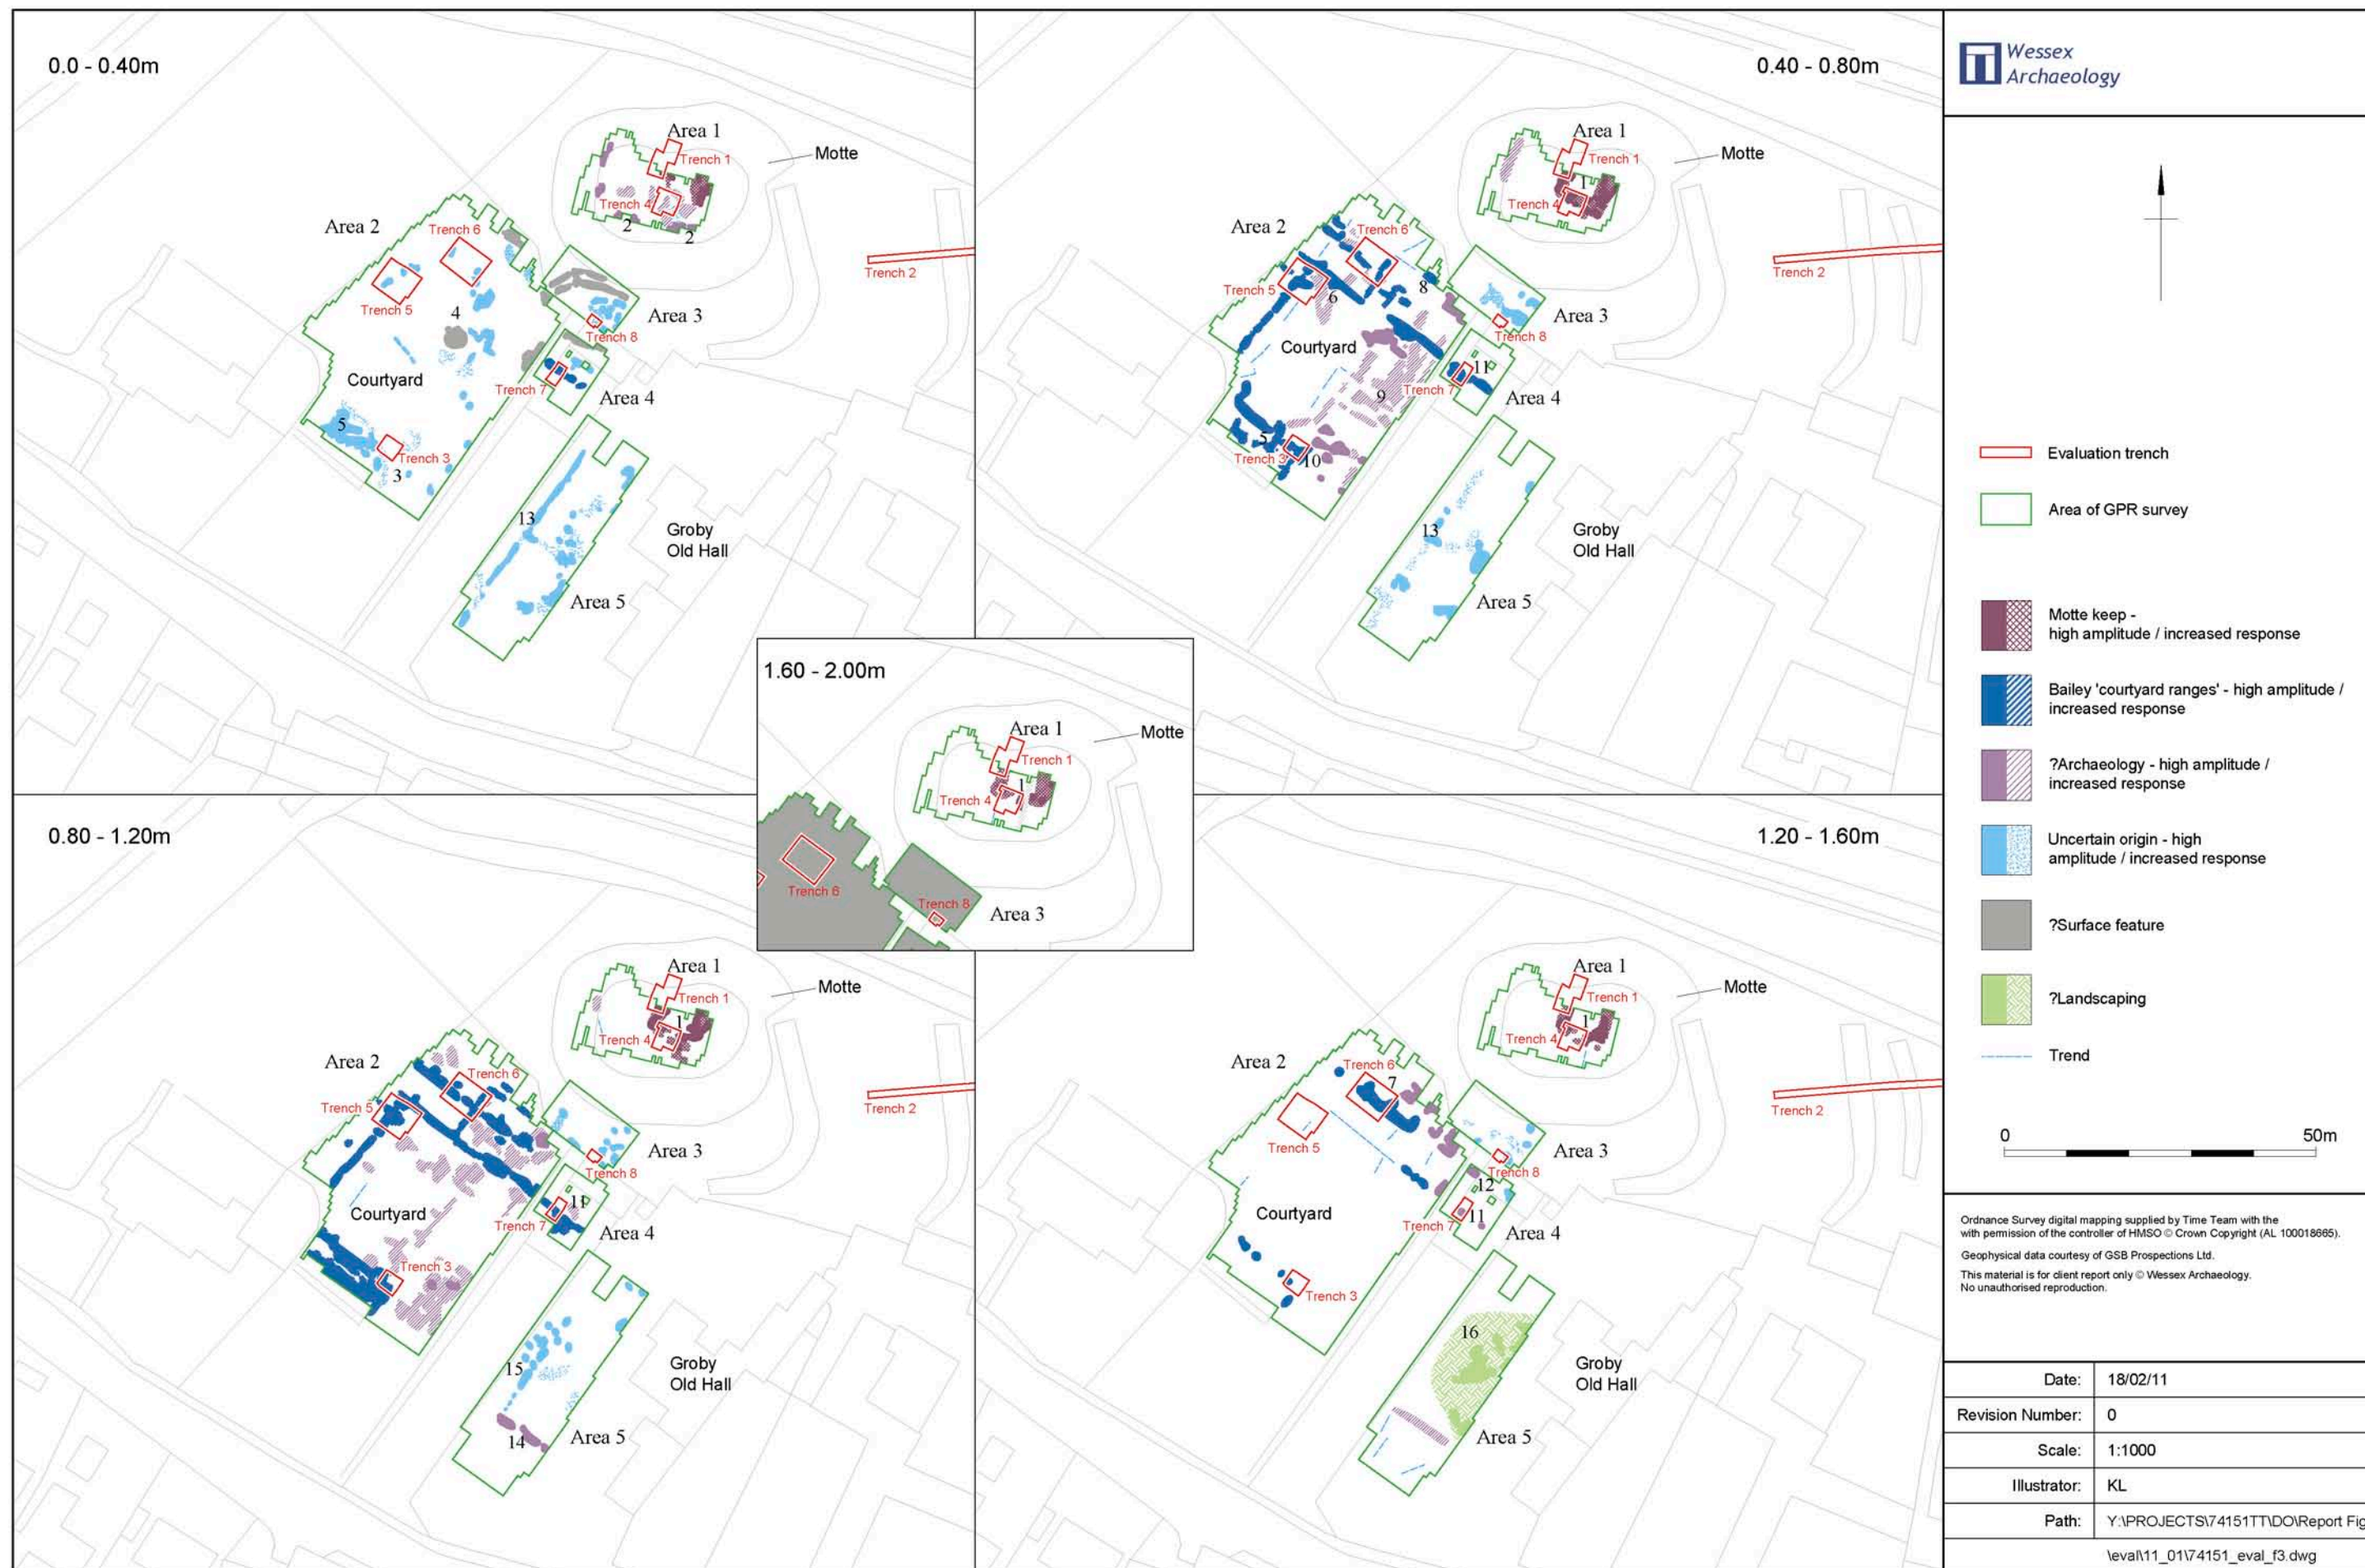 0.0 - 0.40m
Area 1
Trench 1
Motte
Trench 4
2
2
Area 2
Trench 6
Trench 5
4
Trench 2
Area 3
Trench 8
Courtyard
Trench 7
Area 4
5
Trench 3
3
13
Groby
Old Hall
Area 5
0.40 - 0.80m
Area 1
Trench 1
Motte
1
Trench 4
Area 2
Trench 6
Trench 2
Trench 5
6
8
Area 3
Trench 8
Courtyard
11
Trench 7
9
Area 4
5
Trench 3
10
13
Groby
Old Hall
Area 5
1.60 - 2.00m
Area 1
Motte
Trench 1
1
Trench 4
Trench 6
Trench 8
Area 3
0.80 - 1.20m
Area 1
Motte
Trench 1
1
Trench 4
Area 2
Trench 6
Trench 5
Trench 2
Area 3
Trench 8
11
Courtyard
Trench 7
Area 4
Trench 3
15
Groby
Old Hall
14
Area 5
1.20 - 1.60m
Area 1
Motte
Trench 1
1
Trench 4
Area 2
Trench 6
7
Trench 2
Trench 5
Area 3
Trench 8
12
Courtyard
11
Trench 7
Area 4
Trench 3
16
Groby
Old Hall
Area 5
Wessex
Archaeology
Evaluation trench
Area of GPR survey
Motte keep -
high amplitude / increased response
Bailey 'courtyard ranges' - high amplitude /
increased response
?Archaeology - high amplitude /
increased response
Uncertain origin - high
amplitude / increased response
?Surface feature
?Landscaping
Trend
0 50m
Ordnance Survey digital mapping supplied by Time Team with the
with permission of the controller of HMSO © Crown Copyright (AL 100018665).
Geophysical data courtesy of GSB Prospections Ltd.
This material is for client report only © Wessex Archaeology.
No unauthorised reproduction.
Date: 18/02/11
Revision Number: 0
Scale: 1:1000
Illustrator: KL
Path: Y:\PROJECTS\74151TT\DO\Report Fig
\eval\11_01\74151_eval_f3.dwg